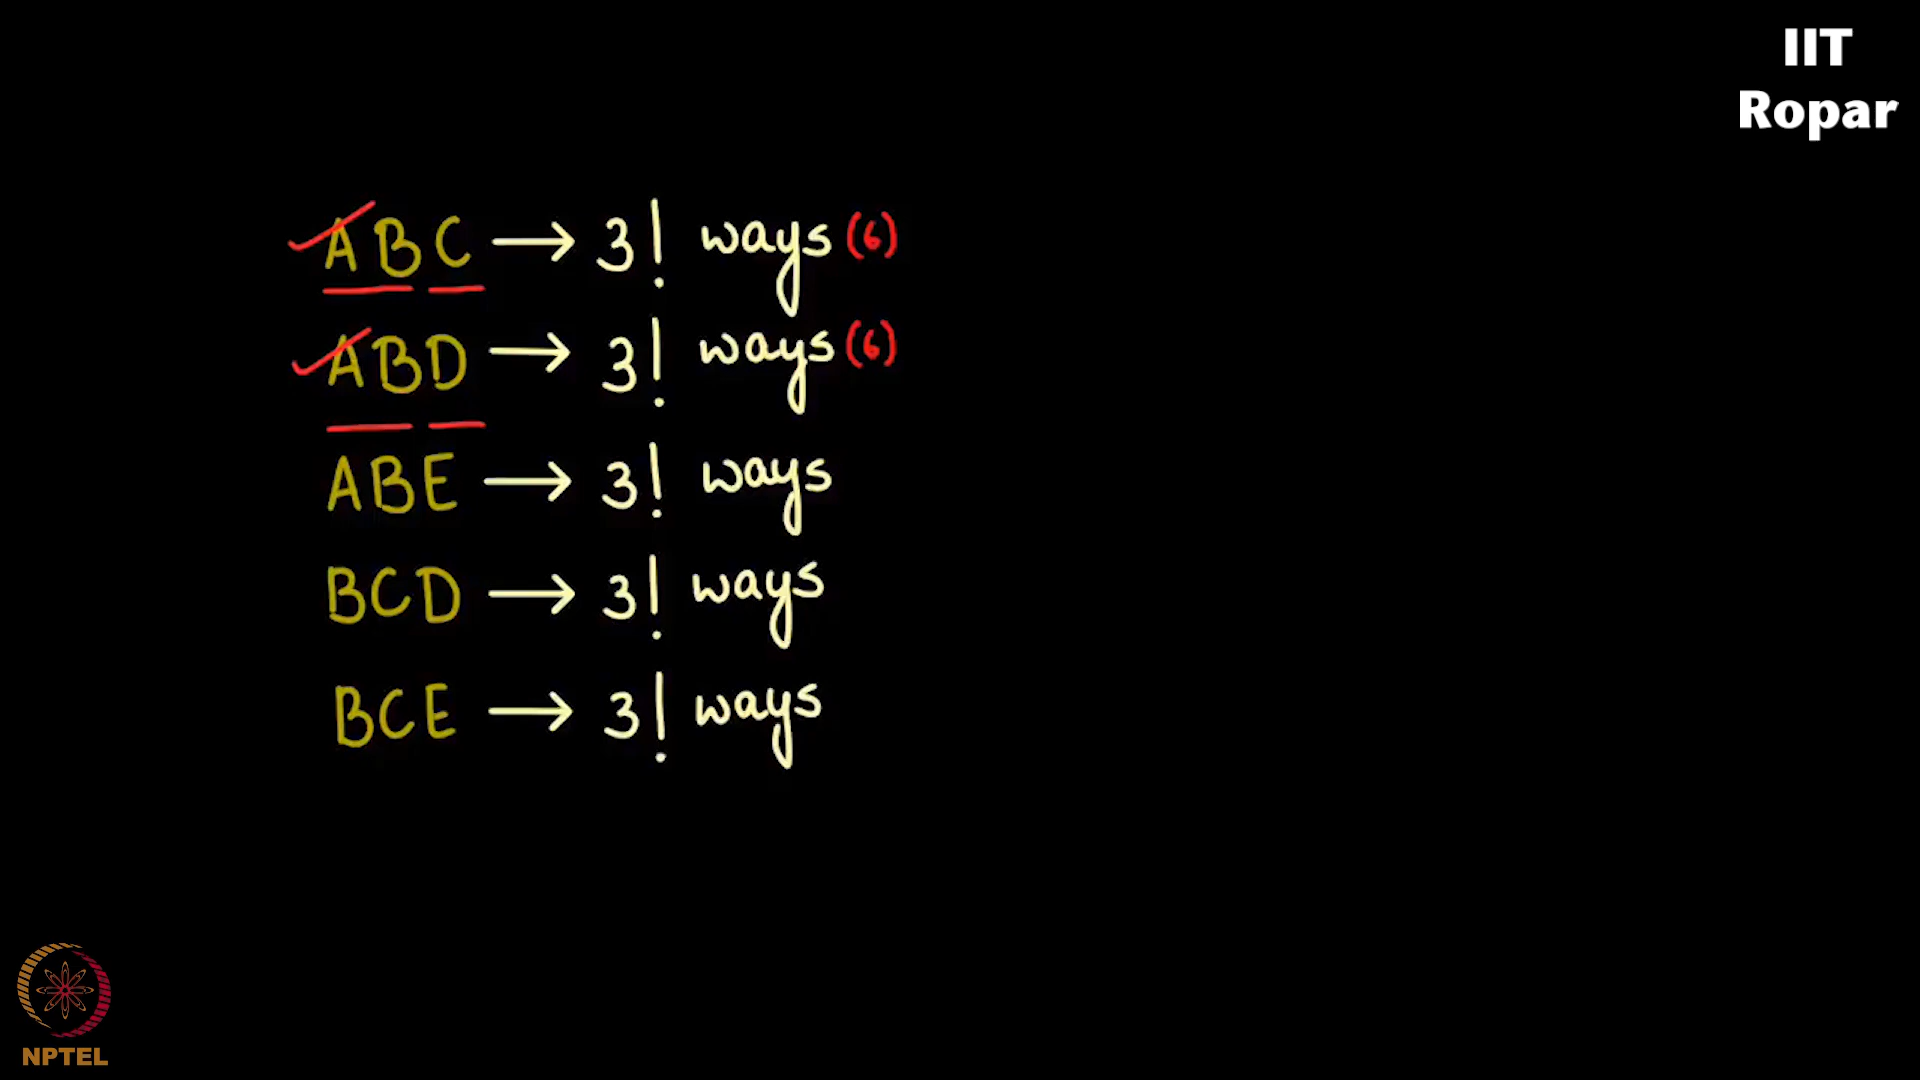 IIT
Ropar
ABC → 3! ways (6)
ABD → 3! ways (6)
ABE → 3! ways
BCD → 3! ways
BCE → 3! ways
NPTEL